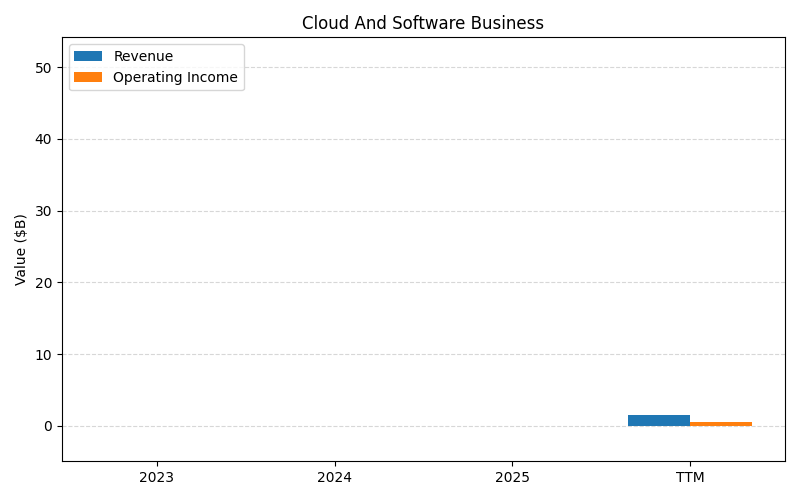 Cloud And Software Business
Revenue
Operating Income
Value ($B)
50
40
30
20
10
0
2023 2024 2025 TTM